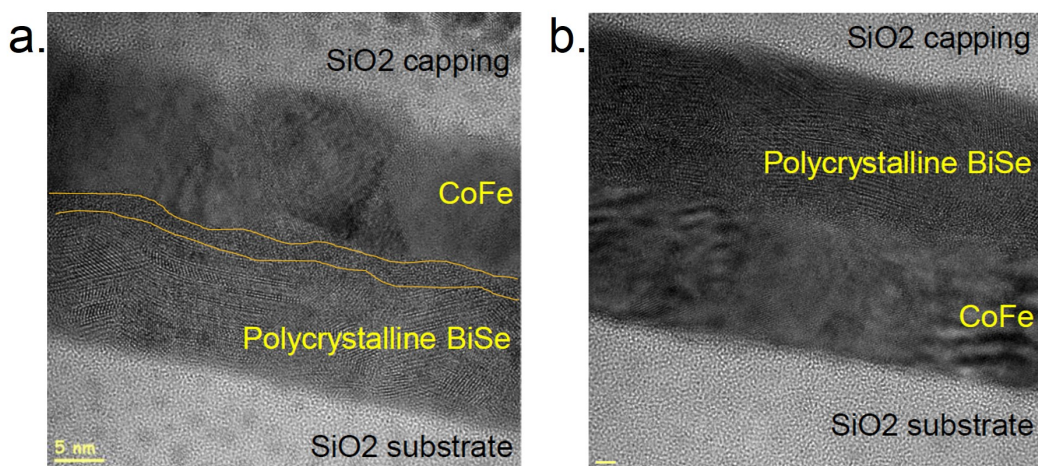 a.
SiO2 capping
CoFe
Polycrystalline BiSe
5 nm
SiO2 substrate
b.
SiO2 capping
Polycrystalline BiSe
CoFe
SiO2 substrate